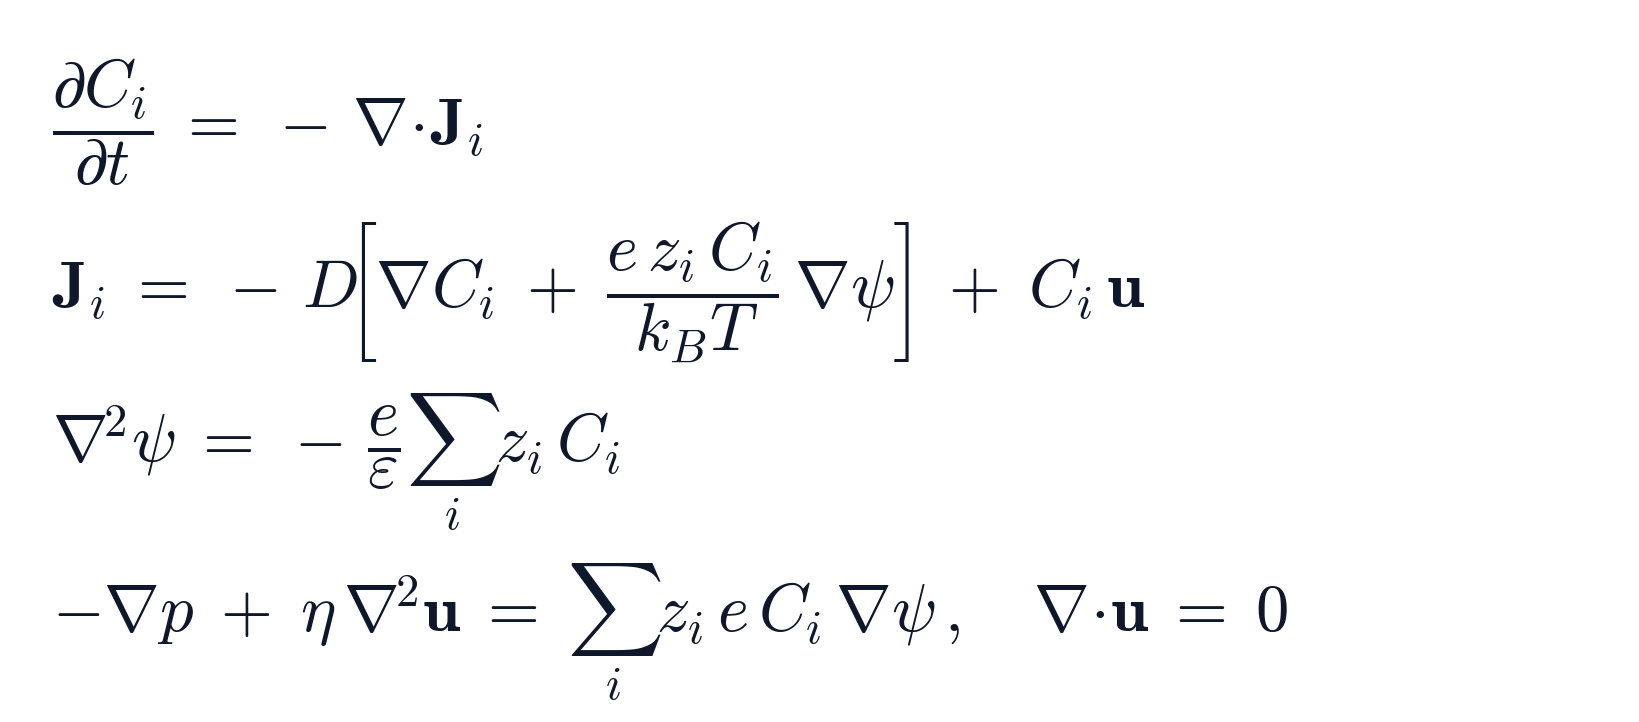 ∂C_i/∂t = − ∇·𝐉_i
𝐉_i = − D[∇C_i + (e z_i C_i)/(k_B T) ∇ψ] + C_i 𝐮
∇²ψ = − e/ε ∑_i z_i C_i
−∇p + η ∇²𝐮 = ∑_i z_i e C_i ∇ψ, ∇·𝐮 = 0